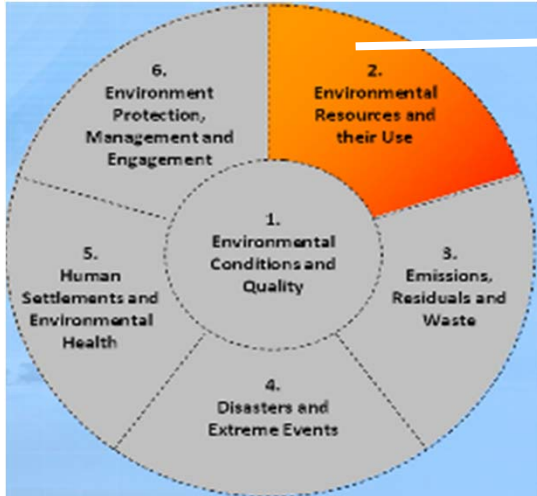 6.
Environment
Protection,
Management and
Engagement
2.
Environmental
Resources and
their Use
1.
Environmental
Conditions and
Quality
5.
Human
Settlements and
Environmental
Health
3.
Emissions,
Residuals and
Waste
4.
Disasters and
Extreme Events